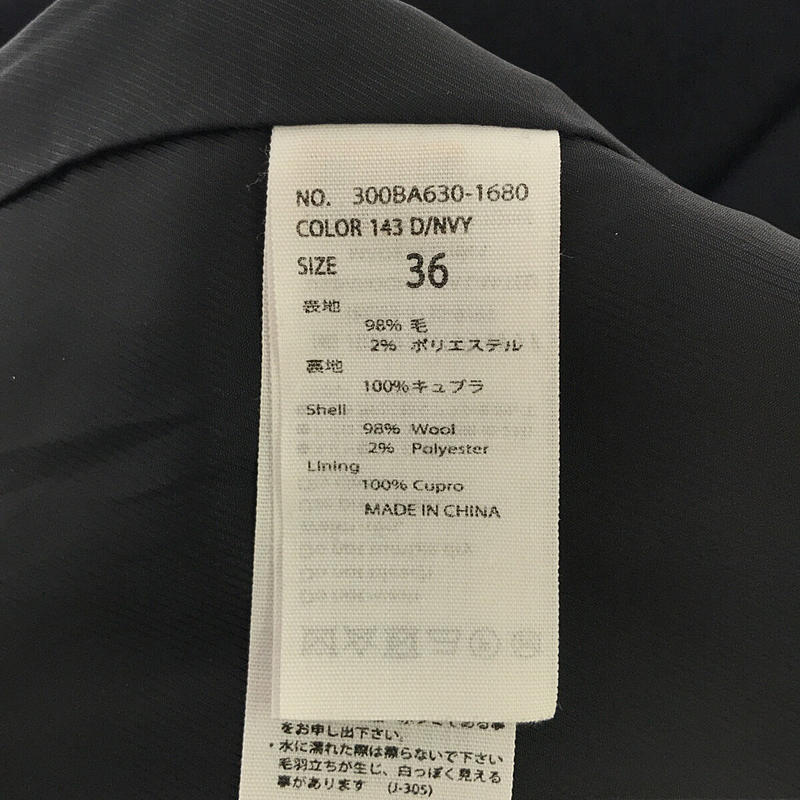 NO. 300BA630-1680
COLOR 143 D/NVY
SIZE 36
表地
98% 毛
2% ポリエステル
裏地
100%キュプラ
Shell
98% Wool
2% Polyester
Lining
100% Cupro
MADE IN CHINA
をお申し出下さい。
・水に濡れた際は擦らないで下さい
毛羽立ちが生じ、白っぽく見える
事があります (J-305)